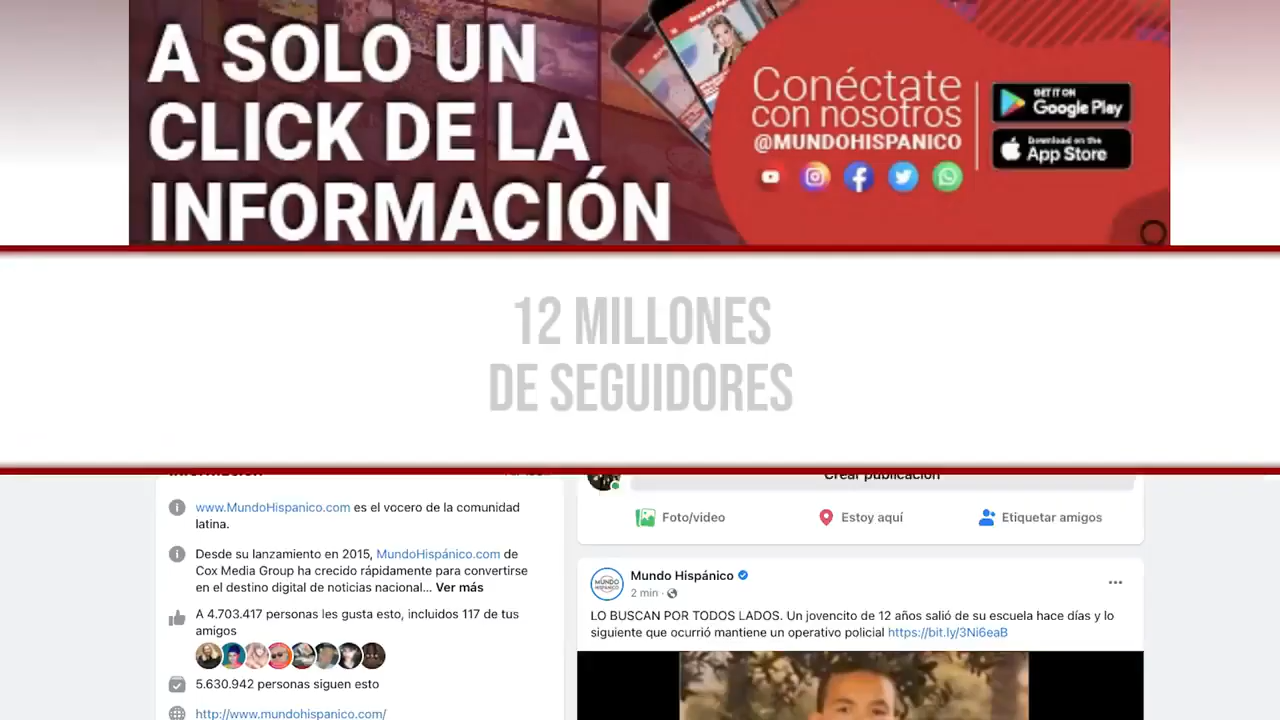 A SOLO UN
CLICK DE LA
INFORMACIÓN
Conéctate
con nosotros
@MUNDOHISPANICO
GET IT ON
Google Play
Download on the
App Store
12 MILLONES
DE SEGUIDORES
www.MundoHispanico.com es el vocero de la comunidad
latina.
Desde su lanzamiento en 2015, MundoHispánico.com de
Cox Media Group ha crecido rápidamente para convertirse
en el destino digital de noticias nacional... Ver más
A 4.703.417 personas les gusta esto, incluidos 117 de tus
amigos
5.630.942 personas siguen esto
http://www.mundohispanico.com/
Crear publicación
Foto/video
Estoy aquí
Etiquetar amigos
MUNDO
HISPÁNICO
Mundo Hispánico
2 min ·
LO BUSCAN POR TODOS LADOS. Un jovencito de 12 años salió de su escuela hace días y lo
siguiente que ocurrió mantiene un operativo policial https://bit.ly/3Ni6eaB